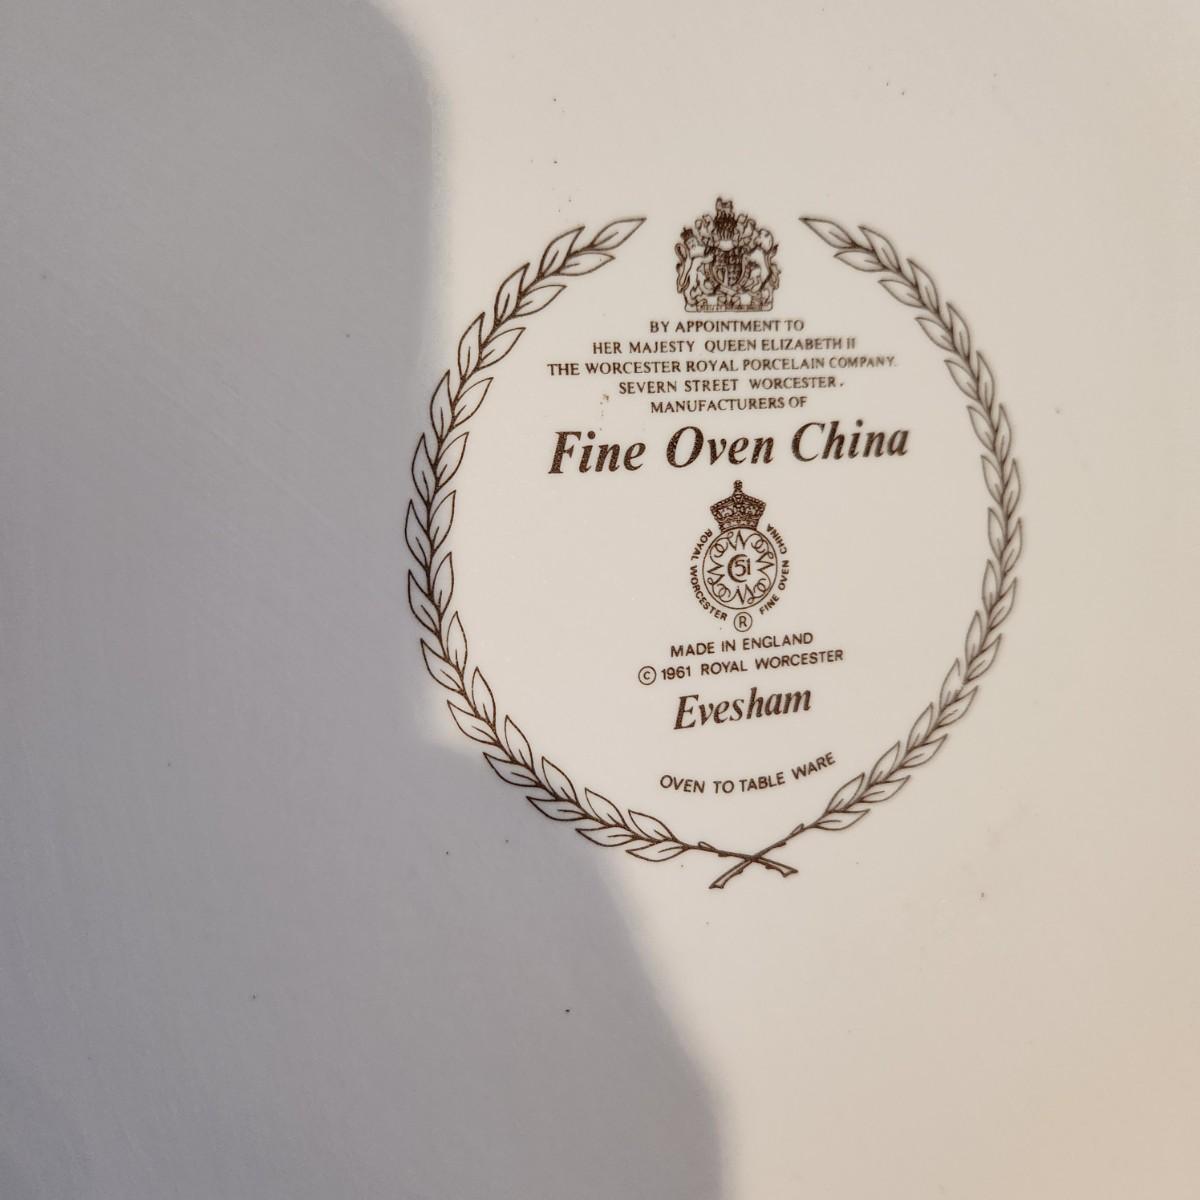 BY APPOINTMENT TO
HER MAJESTY QUEEN ELIZABETH II
THE WORCESTER ROYAL PORCELAIN COMPANY.
SEVERN STREET WORCESTER.
MANUFACTURERS OF
Fine Oven China
ROYAL WORCESTER FINE OVEN CHINA
51
®
MADE IN ENGLAND
© 1961 ROYAL WORCESTER
Evesham
OVEN TO TABLE WARE